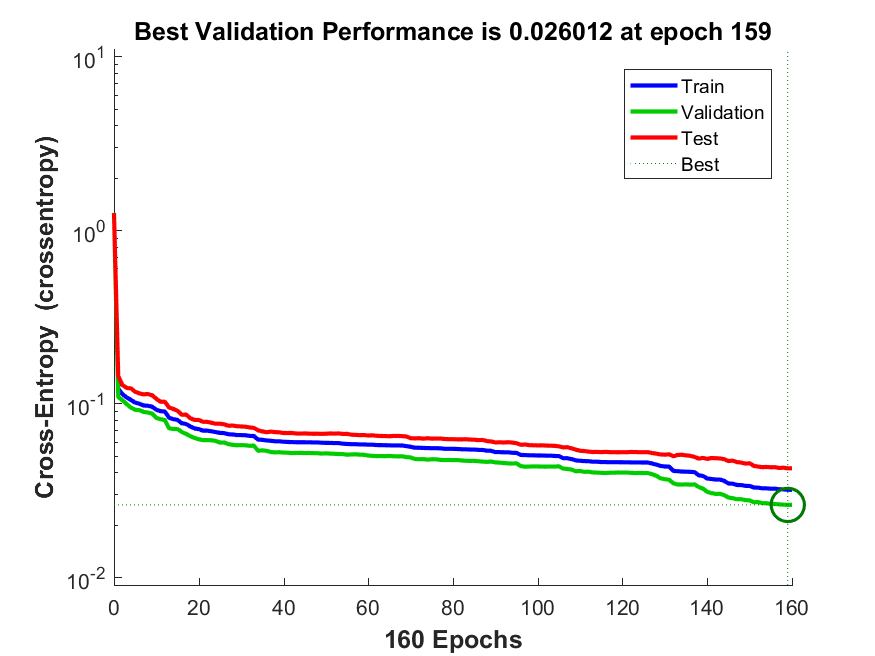 Best Validation Performance is 0.026012 at epoch 159
10^1
10^0
10^-1
10^-2
Cross-Entropy (crossentropy)
Train
Validation
Test
Best
0 20 40 60 80 100 120 140 160
160 Epochs